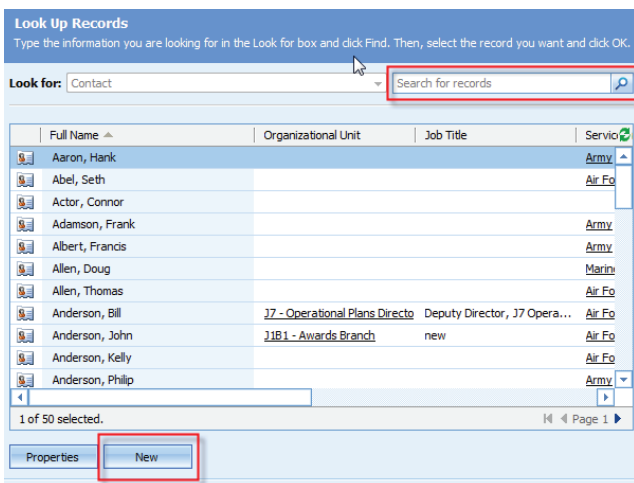 Look Up Records
Type the information you are looking for in the Look for box and click Find. Then, select the record you want and click OK.
Look for: Contact Search for records
Full Name Organizational Unit Job Title Servic
Aaron, Hank Army
Abel, Seth Air Fo
Actor, Connor
Adamson, Frank Army
Albert, Francis Army
Allen, Doug Marin
Allen, Thomas Air Fo
Anderson, Bill J7 - Operational Plans Directo Deputy Director, J7 Opera... Air Fo
Anderson, John J1B1 - Awards Branch new Air Fo
Anderson, Kelly Air Fo
Anderson, Philip Army
1 of 50 selected. Page 1
Properties New